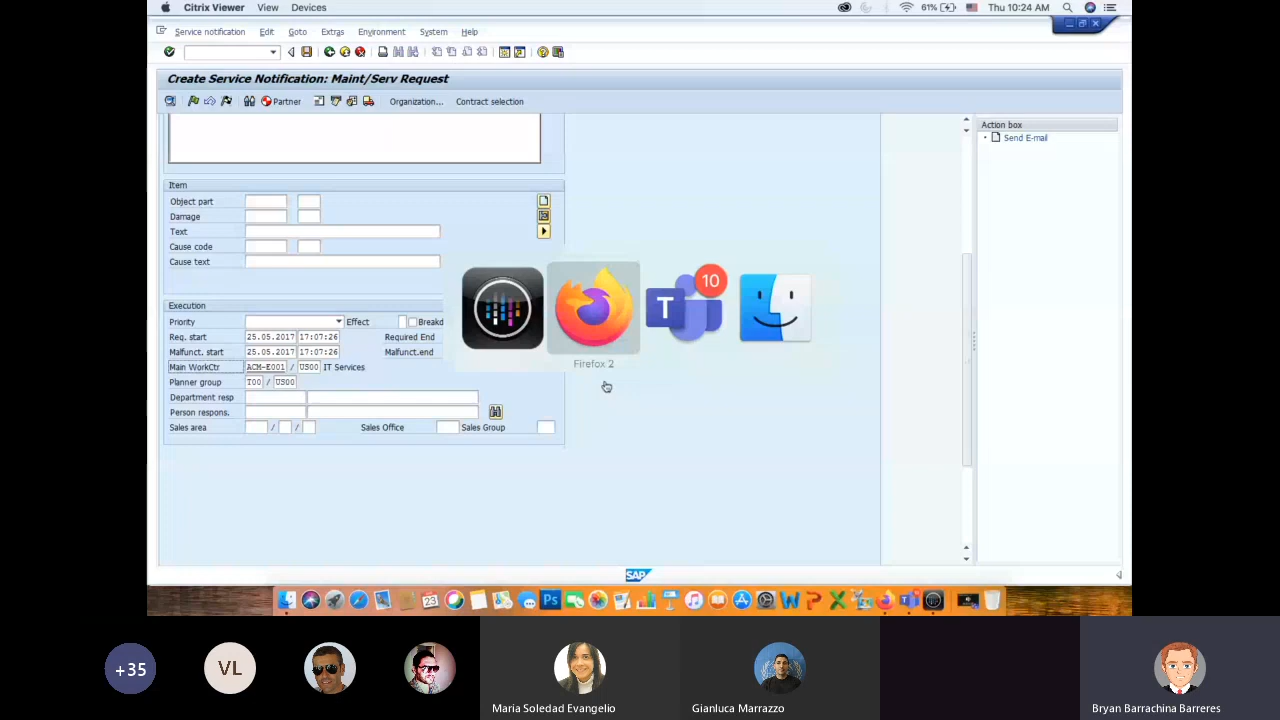 Citrix Viewer View Devices
61% Thu 10:24 AM
Service notification Edit Goto Extras Environment System Help
Create Service Notification: Maint/Serv Request
Partner Organization... Contract selection
Action box
Send E-mail
Item
Object part
Damage
Text
Cause code
Cause text
Execution
Priority Effect Breakd
Req. start 25.05.2017 17:07:26 Required End
Malfunct. start 25.05.2017 17:07:26 Malfunct.end
Main WorkCtr ACM-E001 / US00 IT Services
Planner group T00 / US00
Department resp
Person respons.
Sales area / / Sales Office Sales Group
T 10
Firefox 2
SAP
23
Ps
+35
VL
Maria Soledad Evangelio
Gianluca Marrazzo
Bryan Barrachina Barreres